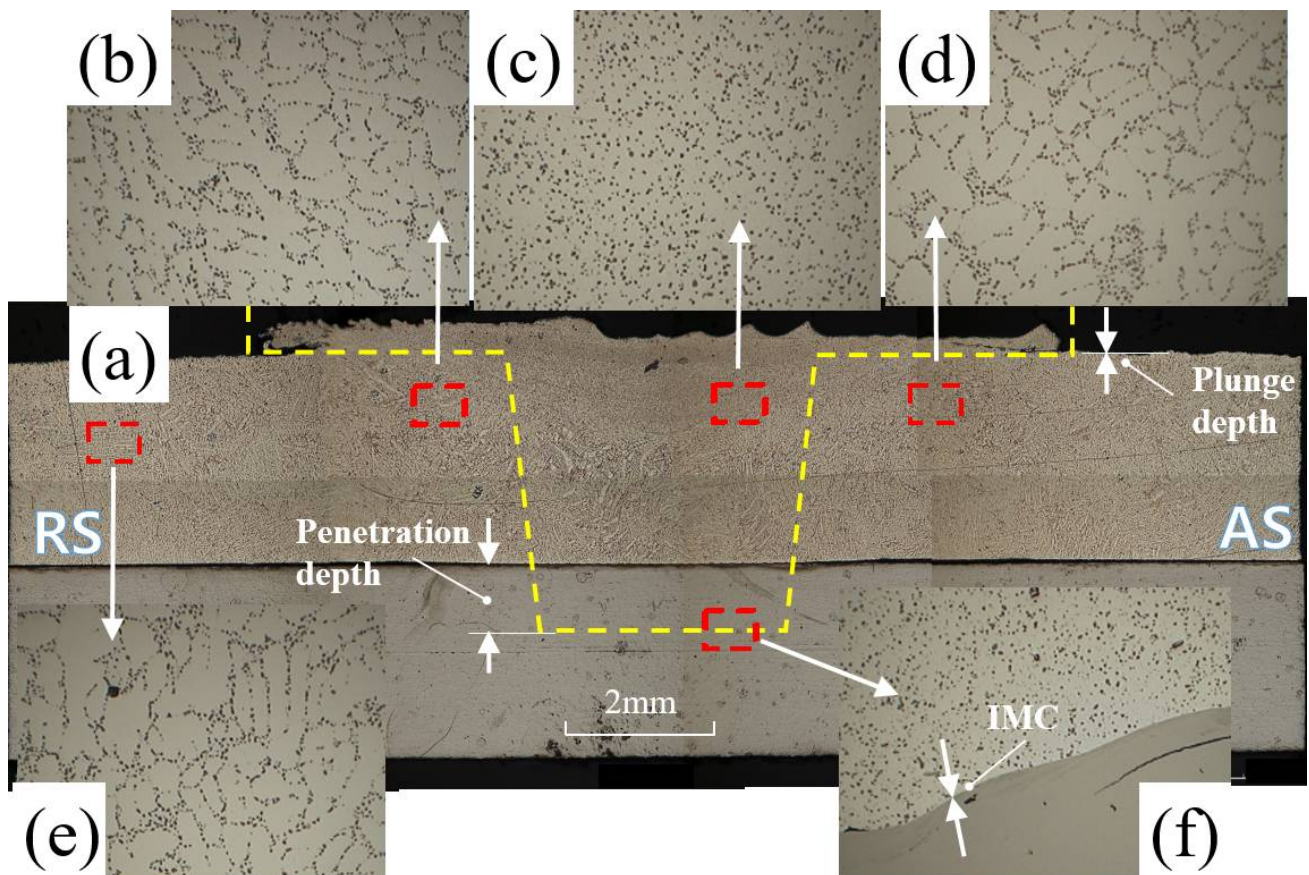 (b)
(c)
(d)
(a)
Plunge
depth
RS
Penetration
depth
AS
2mm
IMC
(e)
(f)